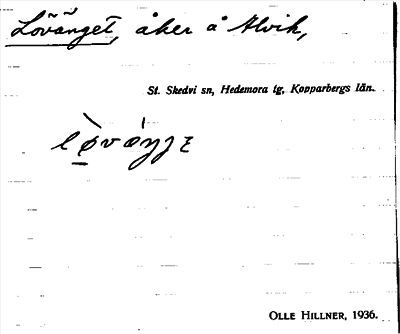 Lövänget, åker å Alvik,
St. Skedvi sn, Hedemora tg, Kopparbergs län.
OLLE HILLNER, 1936.